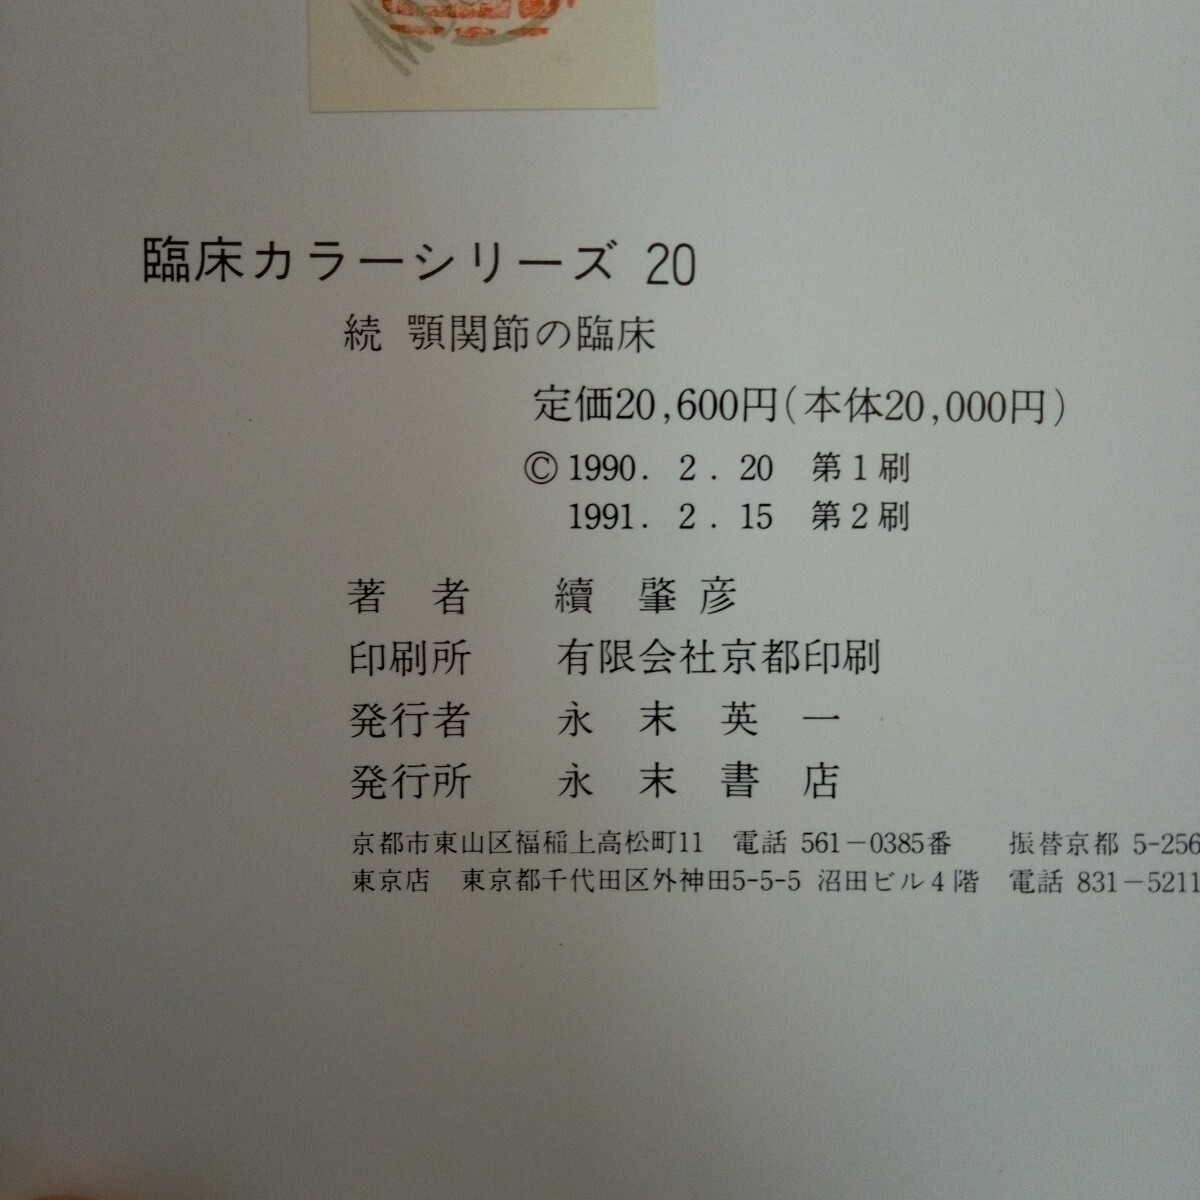 臨床カラーシリーズ 20
続 顎関節の臨床
定価20,600円(本体20,000円)
© 1990. 2. 20 第1刷
1991. 2. 15 第2刷
著 者 續 肇 彦
印刷所 有限会社京都印刷
発行者 永 末 英 一
発行所 永 末 書 店
京都市東山区福稲上高松町11 電話 561-0385番 振替京都 5-256
東京店 東京都千代田区外神田5-5-5 沼田ビル4階 電話 831-5211